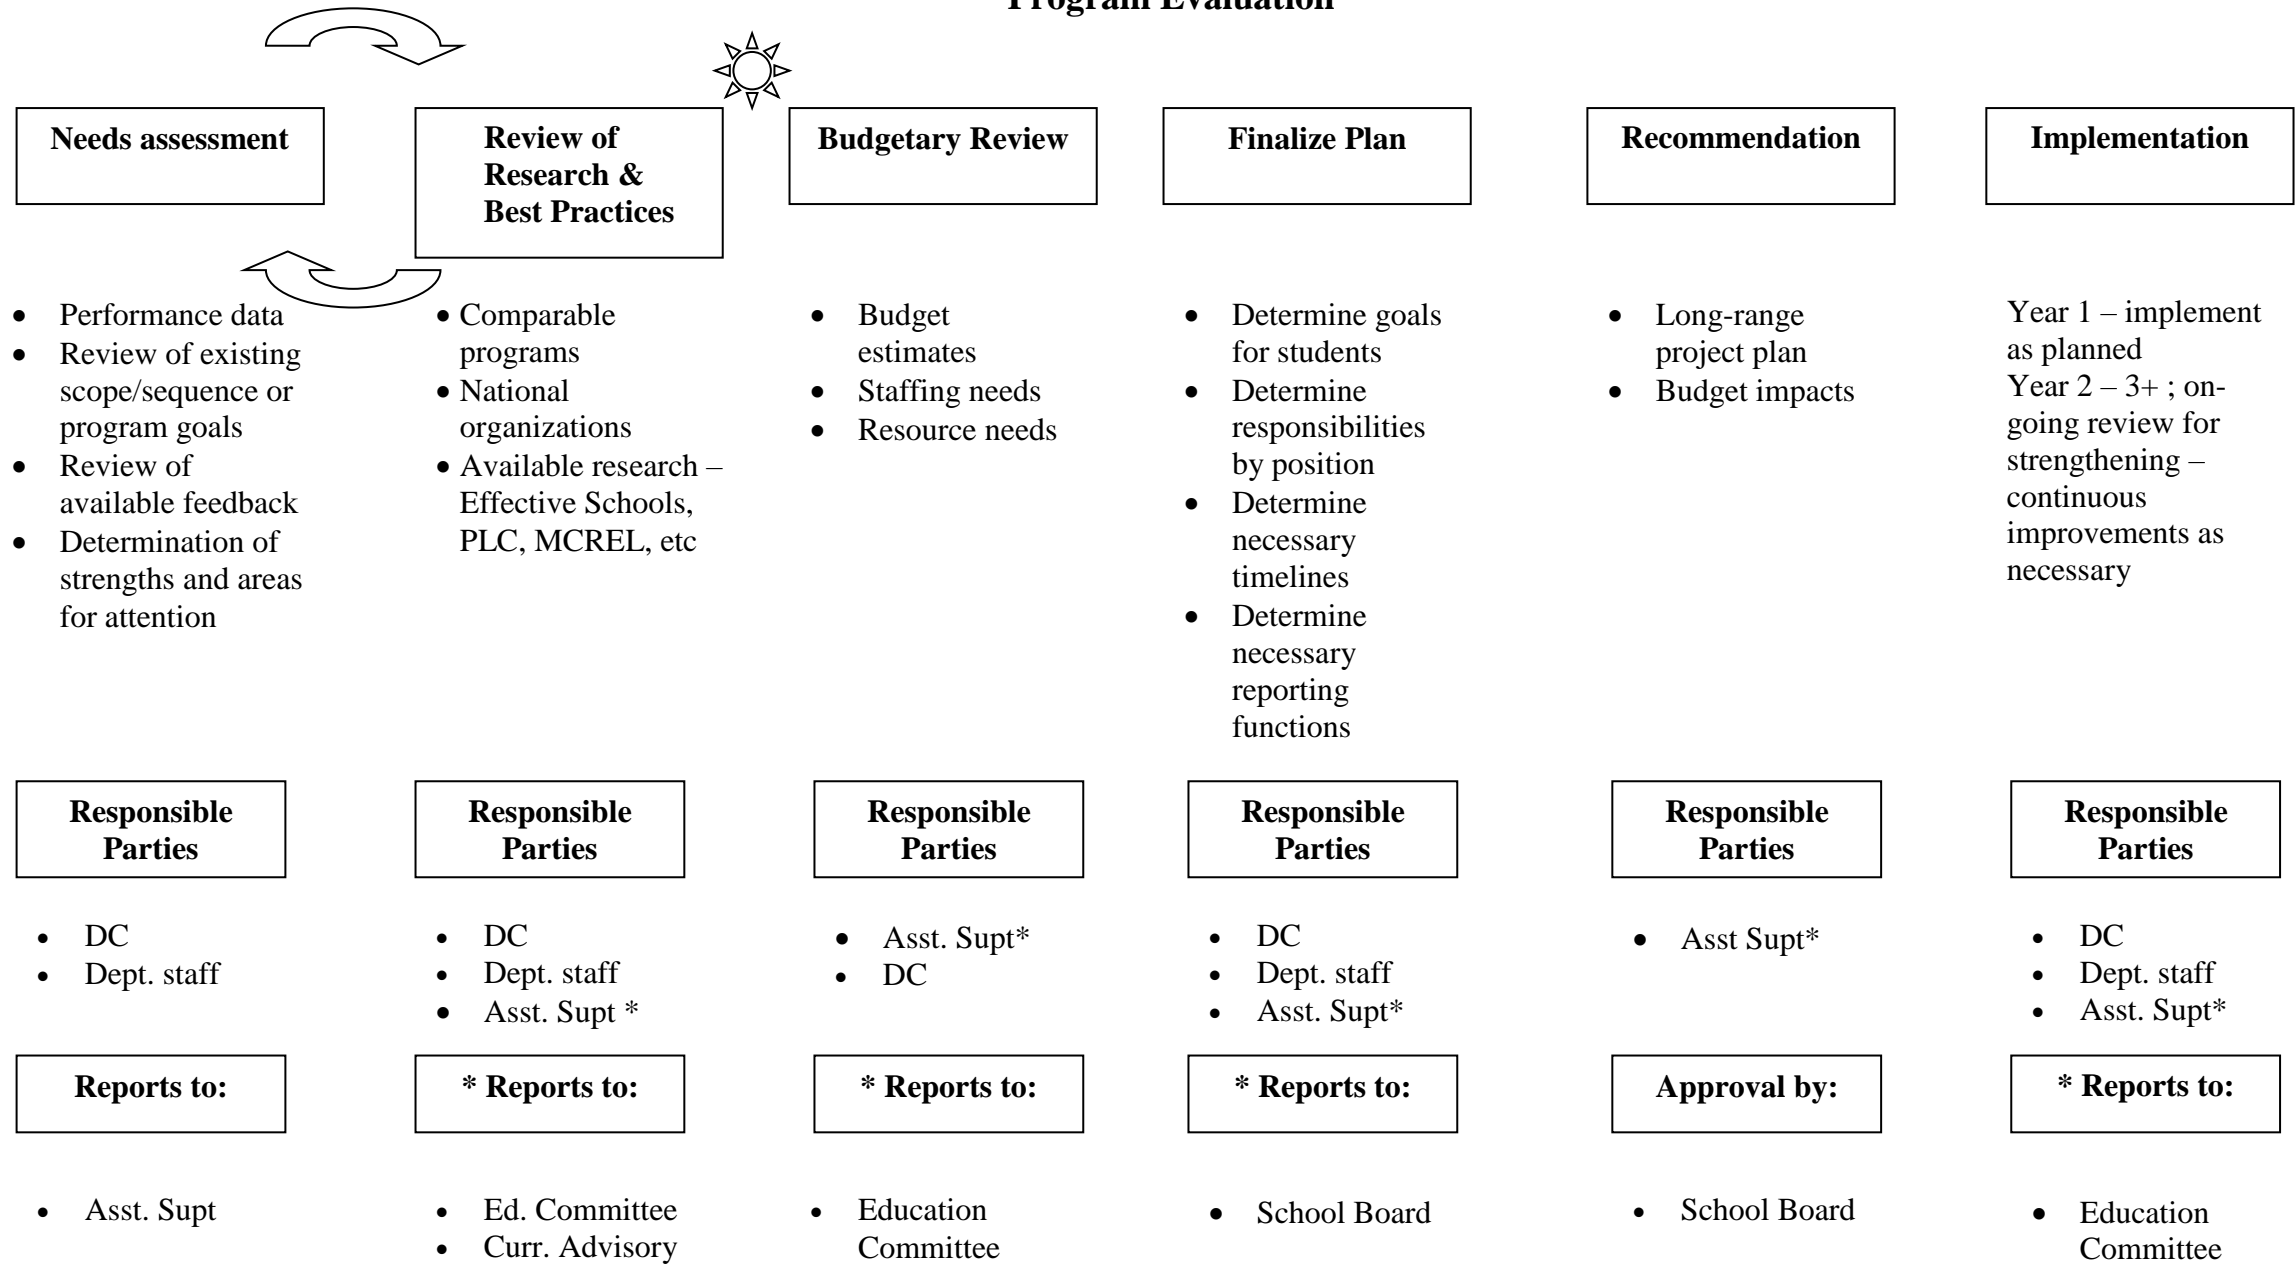 Program Evaluation
Needs assessment
Review of
Research &
Best Practices
Budgetary Review
Finalize Plan
Recommendation
Implementation
• Performance data
• Review of existing
scope/sequence or
program goals
• Review of
available feedback
• Determination of
strengths and areas
for attention
• Comparable
programs
• National
organizations
• Available research –
Effective Schools,
PLC, MCREL, etc
• Budget
estimates
• Staffing needs
• Resource needs
• Determine goals
for students
• Determine
responsibilities
by position
• Determine
necessary
timelines
• Determine
necessary
reporting
functions
• Long-range
project plan
• Budget impacts
Year 1 – implement
as planned
Year 2 – 3+ ; on-
going review for
strengthening –
continuous
improvements as
necessary
Responsible
Parties
Responsible
Parties
Responsible
Parties
Responsible
Parties
Responsible
Parties
Responsible
Parties
• DC
• Dept. staff
• DC
• Dept. staff
• Asst. Supt *
• Asst. Supt*
• DC
• DC
• Dept. staff
• Asst. Supt*
• Asst Supt*
• DC
• Dept. staff
• Asst. Supt*
Reports to:
* Reports to:
* Reports to:
* Reports to:
Approval by:
* Reports to:
• Asst. Supt
• Ed. Committee
• Curr. Advisory
• Education
Committee
• School Board
• School Board
• Education
Committee